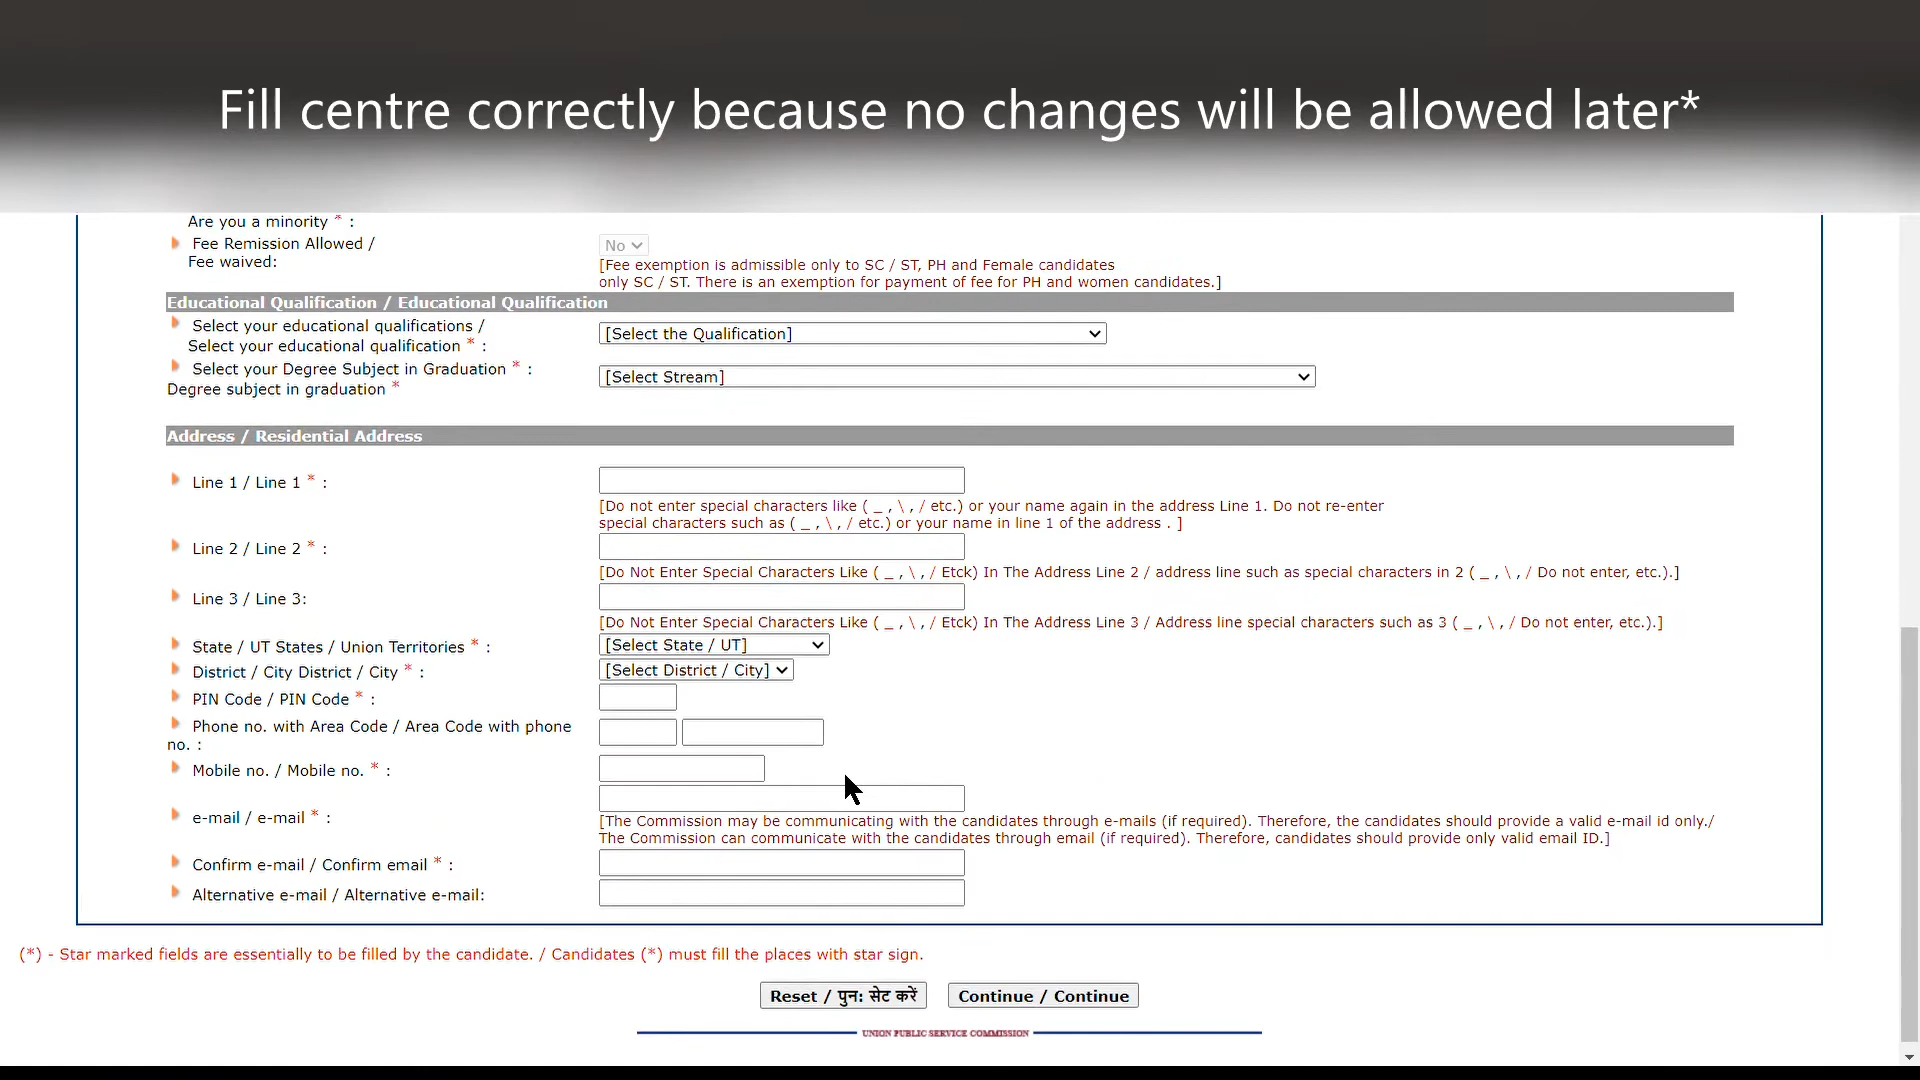 Fill centre correctly because no changes will be allowed later*
Are you a minority * :
Fee Remission Allowed /
Fee waived:
No
[Fee exemption is admissible only to SC / ST, PH and Female candidates
only SC / ST. There is an exemption for payment of fee for PH and women candidates.]
Educational Qualification / Educational Qualification
Select your educational qualifications /
Select your educational qualification * :
[Select the Qualification]
Select your Degree Subject in Graduation * :
Degree subject in graduation *
[Select Stream]
Address / Residential Address
Line 1 / Line 1 * :
[Do not enter special characters like ( _ , \ , / etc.) or your name again in the address Line 1. Do not re-enter
special characters such as ( _ , \ , / etc.) or your name in line 1 of the address . ]
Line 2 / Line 2 * :
[Do Not Enter Special Characters Like ( _ , \ , / Etck) In The Address Line 2 / address line such as special characters in 2 ( _ , \ , / Do not enter, etc.).]
Line 3 / Line 3:
[Do Not Enter Special Characters Like ( _ , \ , / Etck) In The Address Line 3 / Address line special characters such as 3 ( _ , \ , / Do not enter, etc.).]
State / UT States / Union Territories * :
[Select State / UT]
District / City District / City * :
[Select District / City]
PIN Code / PIN Code * :
Phone no. with Area Code / Area Code with phone
no. :
Mobile no. / Mobile no. * :
e-mail / e-mail * :
[The Commission may be communicating with the candidates through e-mails (if required). Therefore, the candidates should provide a valid e-mail id only./
The Commission can communicate with the candidates through email (if required). Therefore, candidates should provide only valid email ID.]
Confirm e-mail / Confirm email * :
Alternative e-mail / Alternative e-mail:
(*) - Star marked fields are essentially to be filled by the candidate. / Candidates (*) must fill the places with star sign.
Reset / पुन: सेट करें
Continue / Continue
UNION PUBLIC SERVICE COMMISSION